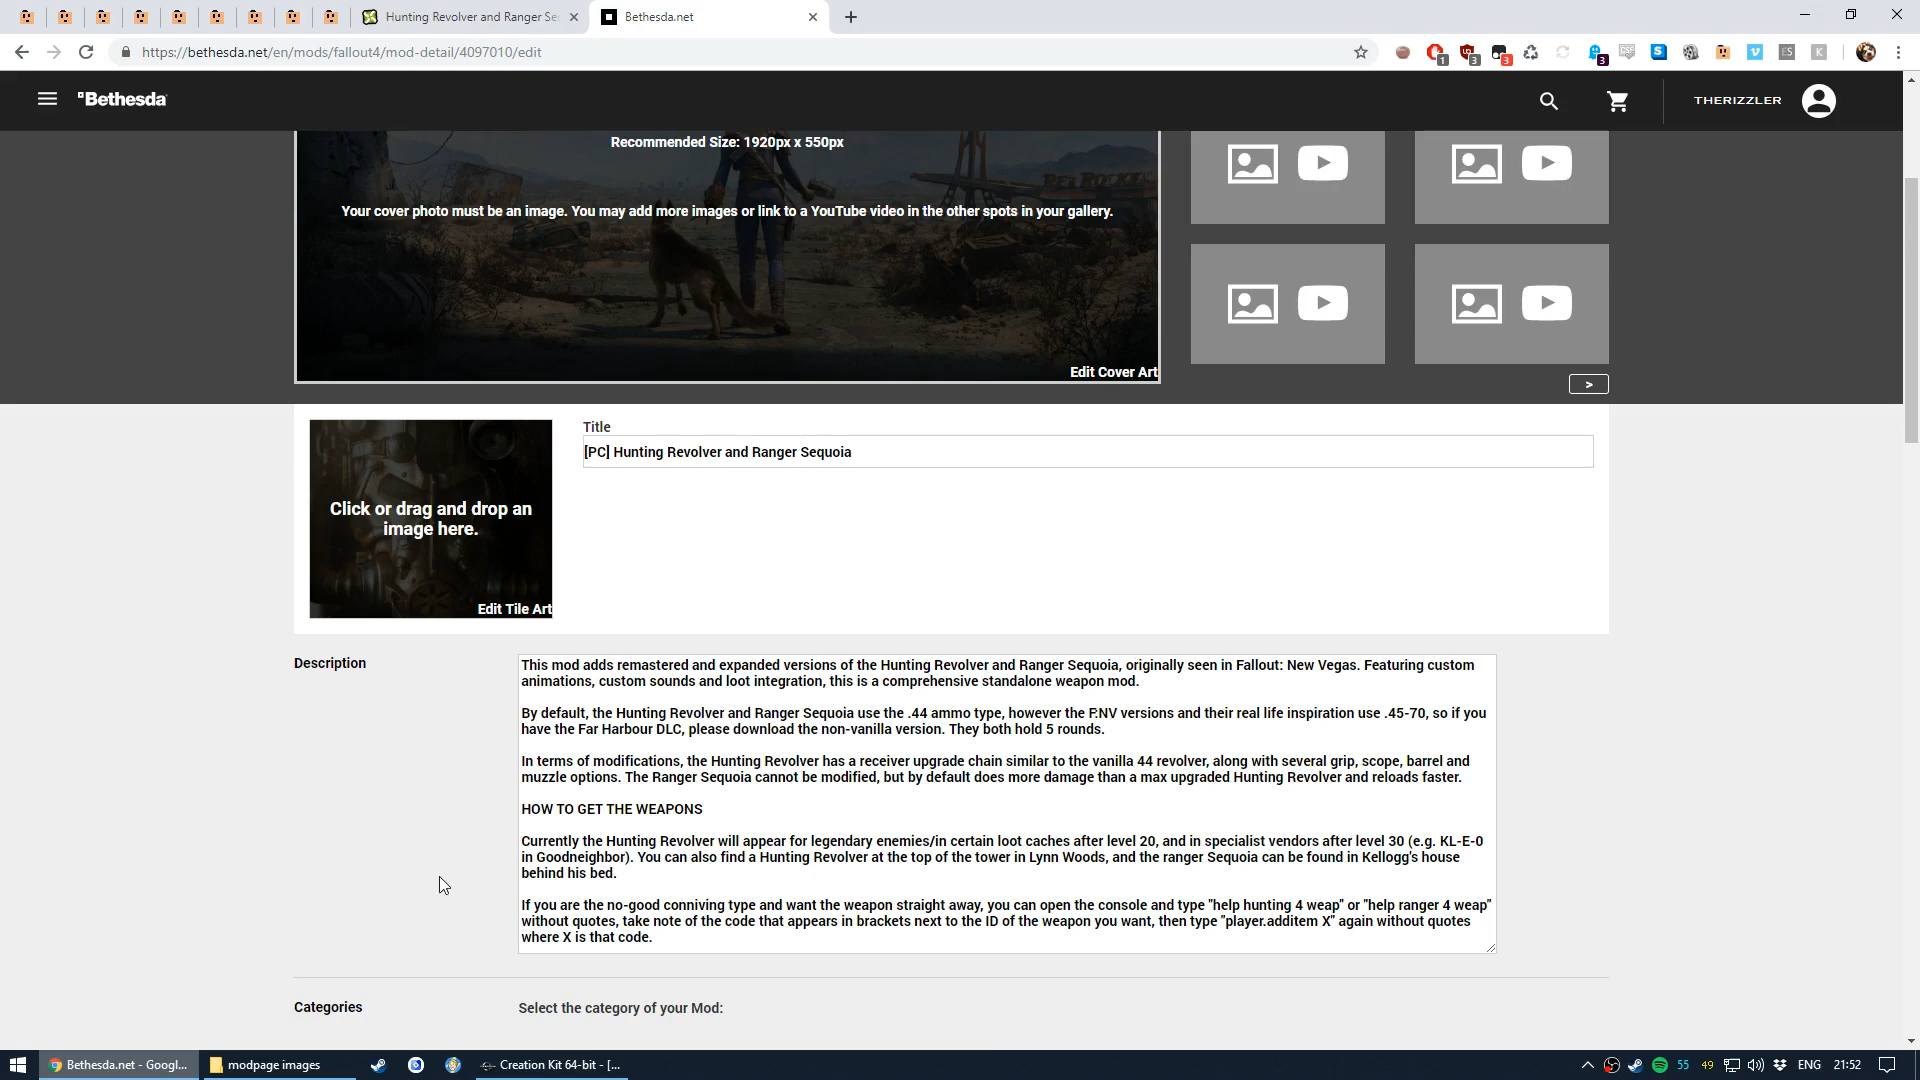 Hunting Revolver and Ranger Se
Bethesda.net
https://bethesda.net/en/mods/fallout4/mod-detail/4097010/edit
1
3
3
3
S
CSF
V
ES
K
Bethesda
THERIZZLER
Recommended Size: 1920px x 550px
Your cover photo must be an image. You may add more images or link to a YouTube video in the other spots in your gallery.
Edit Cover Art
>
Title
[PC] Hunting Revolver and Ranger Sequoia
Click or drag and drop an
image here.
Edit Tile Art
Description
This mod adds remastered and expanded versions of the Hunting Revolver and Ranger Sequoia, originally seen in Fallout: New Vegas. Featuring custom
animations, custom sounds and loot integration, this is a comprehensive standalone weapon mod.
By default, the Hunting Revolver and Ranger Sequoia use the .44 ammo type, however the F:NV versions and their real life inspiration use .45-70, so if you
have the Far Harbour DLC, please download the non-vanilla version. They both hold 5 rounds.
In terms of modifications, the Hunting Revolver has a receiver upgrade chain similar to the vanilla 44 revolver, along with several grip, scope, barrel and
muzzle options. The Ranger Sequoia cannot be modified, but by default does more damage than a max upgraded Hunting Revolver and reloads faster.
HOW TO GET THE WEAPONS
Currently the Hunting Revolver will appear for legendary enemies/in certain loot caches after level 20, and in specialist vendors after level 30 (e.g. KL-E-0
in Goodneighbor). You can also find a Hunting Revolver at the top of the tower in Lynn Woods, and the ranger Sequoia can be found in Kellogg's house
behind his bed.
If you are the no-good conniving type and want the weapon straight away, you can open the console and type "help hunting 4 weap" or "help ranger 4 weap"
without quotes, take note of the code that appears in brackets next to the ID of the weapon you want, then type "player.additem X" again without quotes
where X is that code.
Categories
Select the category of your Mod:
Bethesda.net - Googl...
modpage images
Creation Kit 64-bit - [...
55
49
ENG
21:52